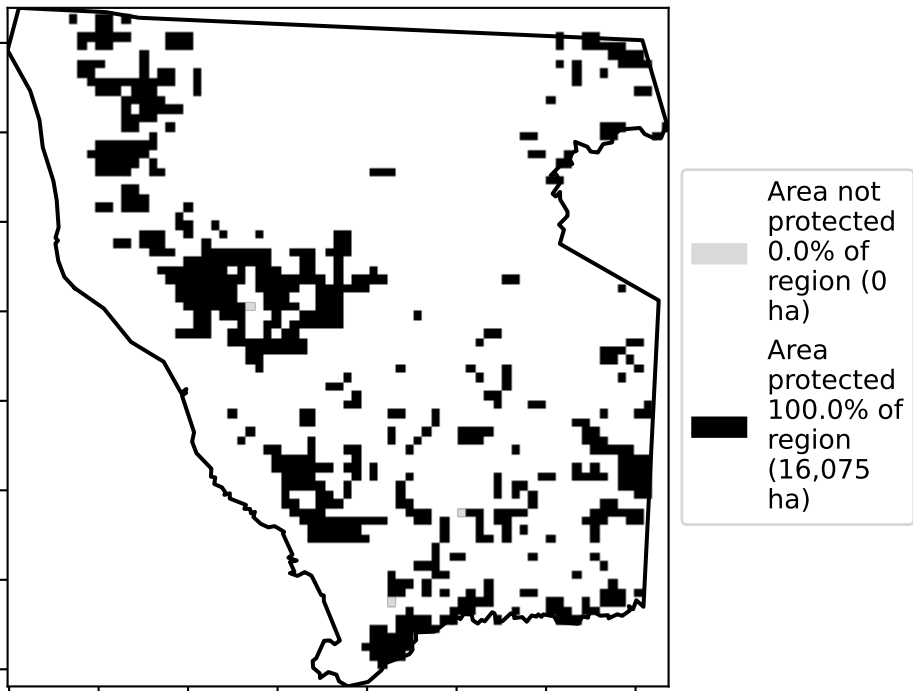 Area not
protected
0.0% of
region (0
ha)
Area
protected
100.0% of
region
(16,075
ha)